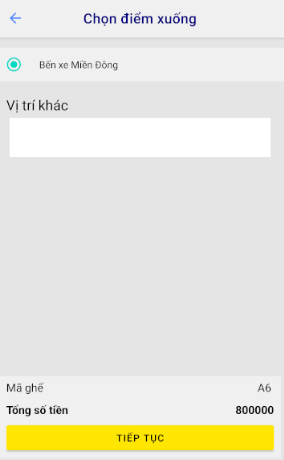 Chọn điểm xuống
Bến xe Miền Đông
Vị trí khác
Mã ghế A6
Tổng số tiền 800000
TIẾP TỤC